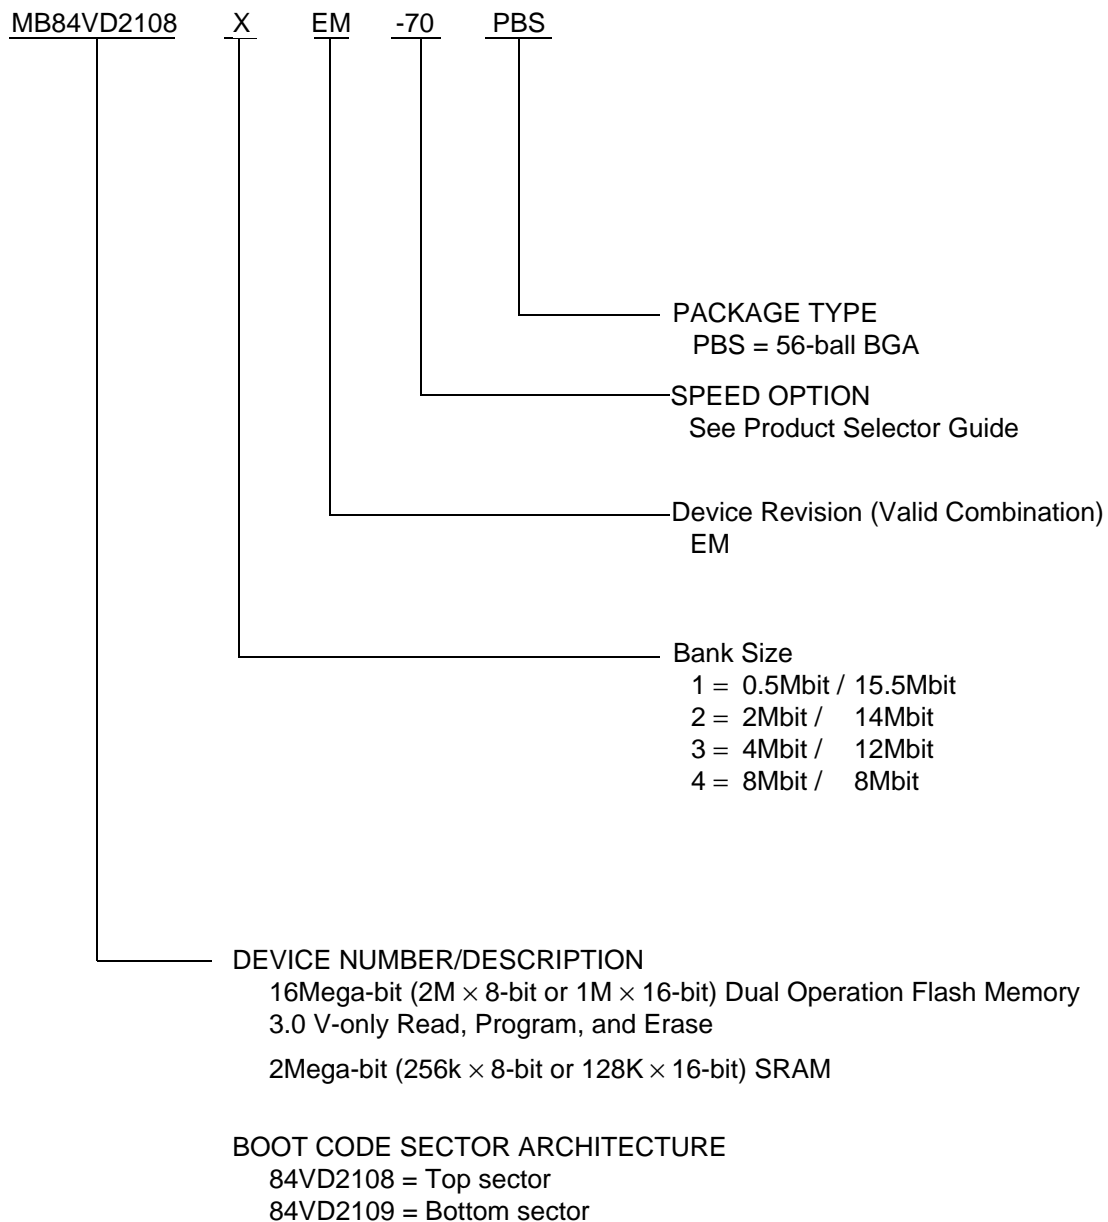 MB84VD2108 X EM -70 PBS
PACKAGE TYPE
PBS = 56-ball BGA
SPEED OPTION
See Product Selector Guide
Device Revision (Valid Combination)
EM
Bank Size
1 = 0.5Mbit / 15.5Mbit
2 = 2Mbit / 14Mbit
3 = 4Mbit / 12Mbit
4 = 8Mbit / 8Mbit
DEVICE NUMBER/DESCRIPTION
16Mega-bit (2M × 8-bit or 1M × 16-bit) Dual Operation Flash Memory
3.0 V-only Read, Program, and Erase
2Mega-bit (256k × 8-bit or 128K × 16-bit) SRAM
BOOT CODE SECTOR ARCHITECTURE
84VD2108 = Top sector
84VD2109 = Bottom sector